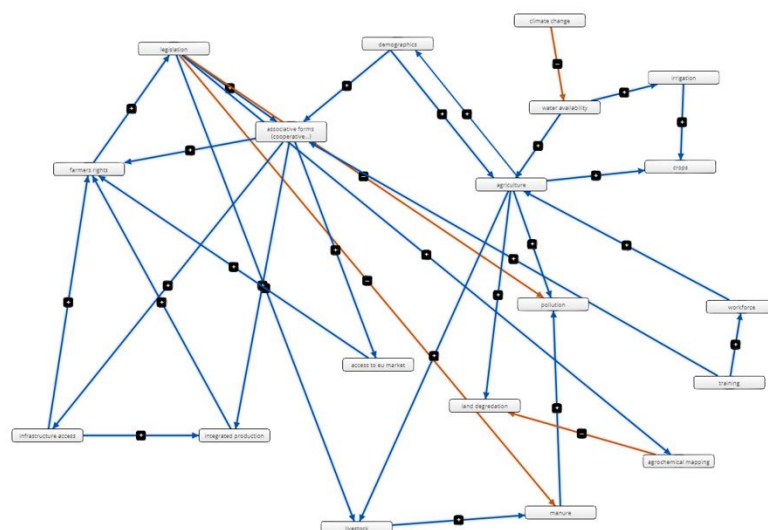 climate change
legislation
demographics
irrigation
water availability
associative forms
(cooperative...)
farmers rights
crops
agriculture
pollution
workforce
access to eu market
training
land degredation
infrastructure access
integrated production
agrochemical mapping
manure
livestock